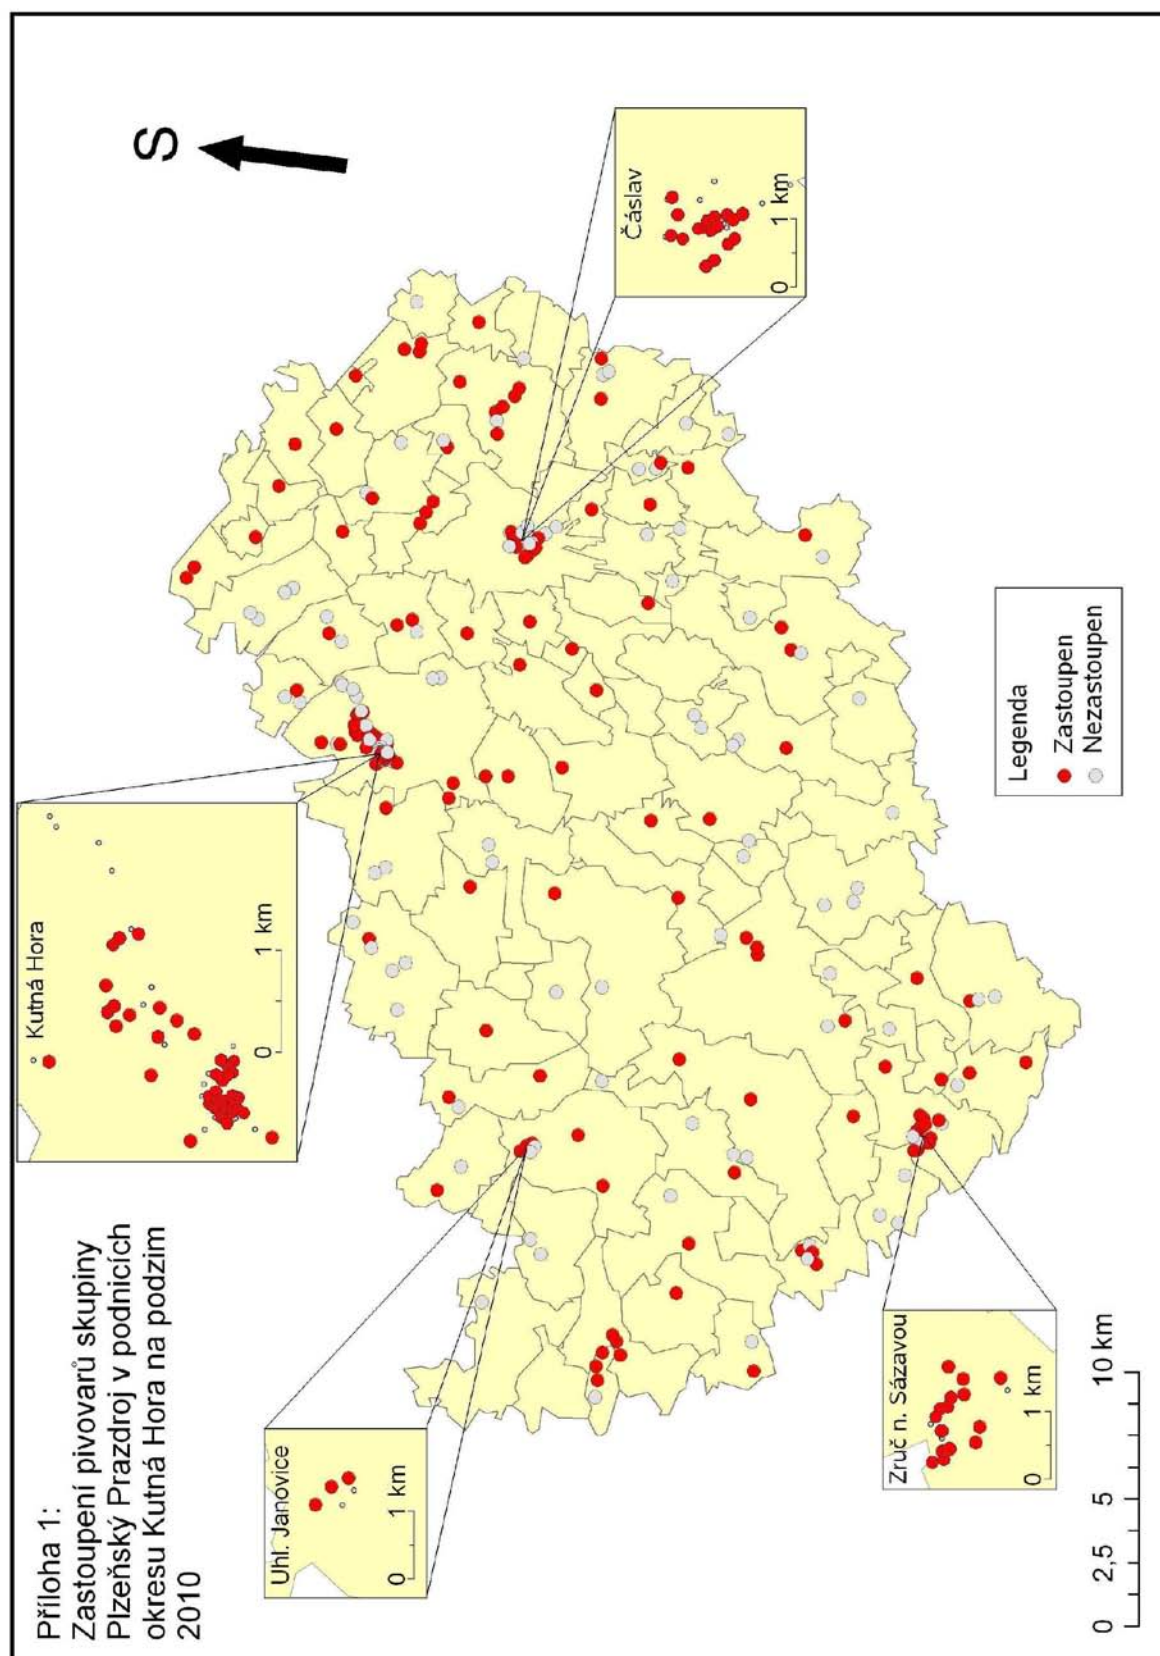 Příloha 1:
Zastoupení pivovarů skupiny
Plzeňský Prazdroj v podnicích
okresu Kutná Hora na podzim
2010
S
Kutná Hora
0 1 km
Čáslav
0 1 km
Uhl. Janovice
0 1 km
Zruč n. Sázavou
0 1 km
Legenda
Zastoupen
Nezastoupen
0 2,5 5 10 km